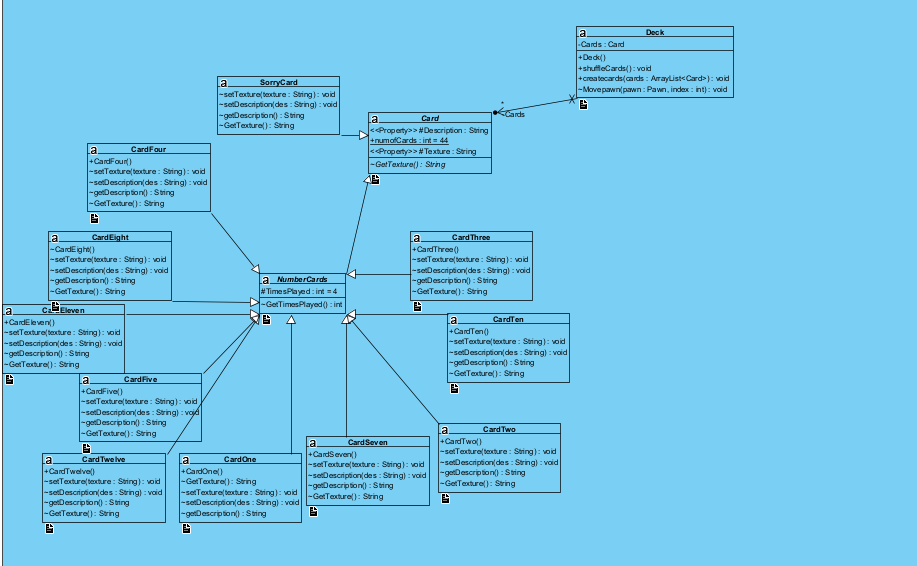 Deck
-Cards : Card
+Deck()
+shuffleCards() : void
+createcards(cards : ArrayList<Card>) : void
~Movepawn(pawn : Pawn, index : int) : void
*
-Cards
SorryCard
~setTexture(texture : String) : void
~setDescription(des : String) : void
~getDescription() : String
~GetTexture() : String
Card
<<Property>> #Description : String
+numofCards : int = 44
<<Property>> #Texture : String
~GetTexture() : String
CardFour
+CardFour()
~setTexture(texture : String) : void
~setDescription(des : String) : void
~getDescription() : String
~GetTexture() : String
CardEight
~CardEight()
~setTexture(texture : String) : void
~setDescription(des : String) : void
~getDescription() : String
~GetTexture() : String
CardThree
+CardThree()
~setTexture(texture : String) : void
~setDescription(des : String) : void
~getDescription() : String
~GetTexture() : String
NumberCards
#TimesPlayed : int = 4
~GetTimesPlayed() : int
CardEleven
+CardEleven()
~setTexture(texture : String) : void
~setDescription(des : String) : void
~getDescription() : String
~GetTexture() : String
CardTen
+CardTen()
~setTexture(texture : String) : void
~setDescription(des : String) : void
~getDescription() : String
~GetTexture() : String
CardFive
+CardFive()
~setTexture(texture : String) : void
~setDescription(des : String) : void
~getDescription() : String
~GetTexture() : String
CardTwelve
+CardTwelve()
~setTexture(texture : String) : void
~setDescription(des : String) : void
~getDescription() : String
~GetTexture() : String
CardOne
+CardOne()
~GetTexture() : String
~setTexture(texture : String) : void
~setDescription(des : String) : void
~getDescription() : String
CardSeven
+CardSeven()
~setTexture(texture : String) : void
~setDescription(des : String) : void
~getDescription() : String
~GetTexture() : String
CardTwo
+CardTwo()
~setTexture(texture : String) : void
~setDescription(des : String) : void
~getDescription() : String
~GetTexture() : String